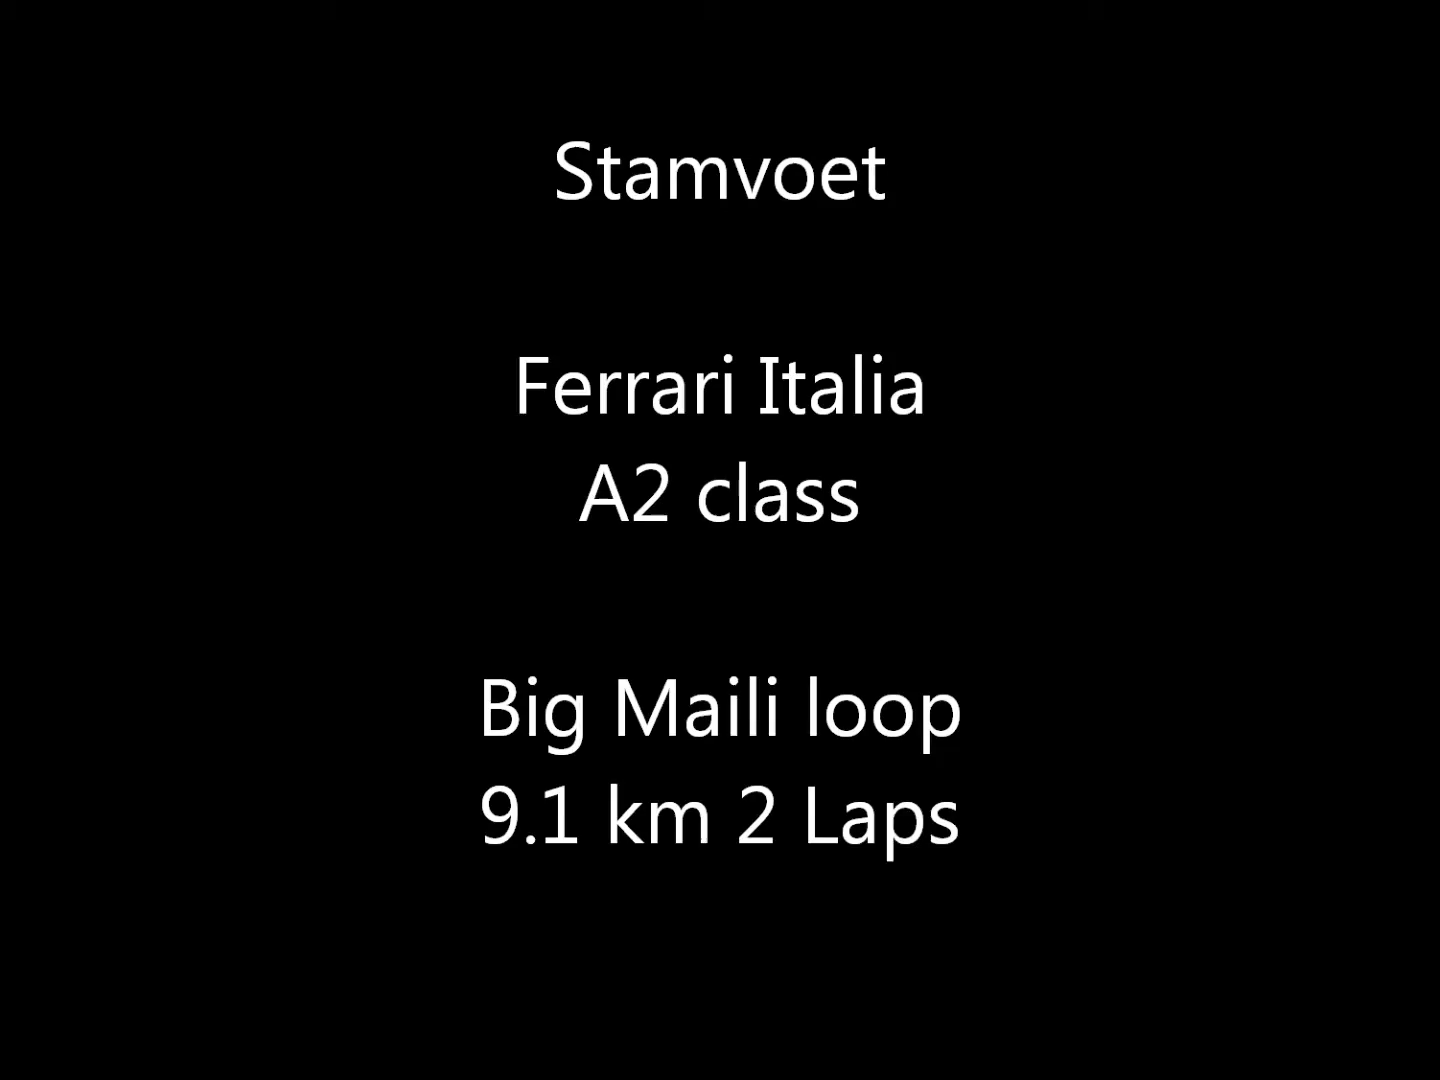 Stamvoet
Ferrari Italia
A2 class
Big Maili loop
9.1 km 2 Laps